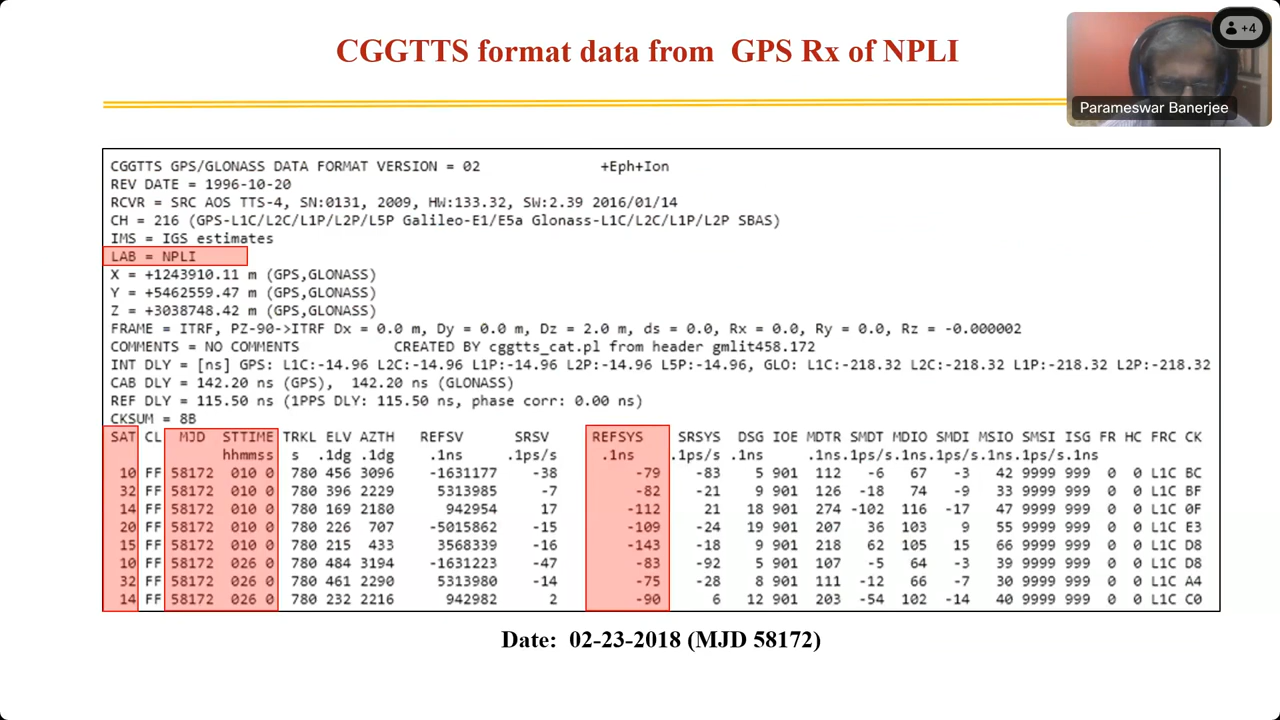 CGGTTS format data from GPS Rx of NPLI
+4
Parameswar Banerjee
CGGTTS GPS/GLONASS DATA FORMAT VERSION = 02 +Eph+Ion
REV DATE = 1996-10-20
RCVR = SRC AOS TTS-4, SN:0131, 2009, HW:133.32, SW:2.39 2016/01/14
CH = 216 (GPS-L1C/L2C/L1P/L2P/L5P Galileo-E1/E5a Glonass-L1C/L2C/L1P/L2P SBAS)
IMS = IGS estimates
LAB = NPLI
X = +1243910.11 m (GPS,GLONASS)
Y = +5462559.47 m (GPS,GLONASS)
Z = +3038748.42 m (GPS,GLONASS)
FRAME = ITRF, PZ-90->ITRF Dx = 0.0 m, Dy = 0.0 m, Dz = 2.0 m, ds = 0.0, Rx = 0.0, Ry = 0.0, Rz = -0.000002
COMMENTS = NO COMMENTS CREATED BY cggtts_cat.pl from header gmlit458.172
INT DLY = [ns] GPS: L1C:-14.96 L2C:-14.96 L1P:-14.96 L2P:-14.96 L5P:-14.96, GLO: L1C:-218.32 L2C:-218.32 L1P:-218.32 L2P:-218.32
CAB DLY = 142.20 ns (GPS), 142.20 ns (GLONASS)
REF DLY = 115.50 ns (1PPS DLY: 115.50 ns, phase corr: 0.00 ns)
CKSUM = 8B
SAT CL MJD STTIME TRKL ELV AZTH REFSV SRSV REFSYS SRSYS DSG IOE MDTR SMDT MDIO SMDI MSIO SMSI ISG FR HC FRC CK
hhmmss s .1dg .1dg .1ns .1ps/s .1ns .1ps/s .1ns .1ns.1ps/s.1ns.1ps/s.1ns.1ps/s.1ns
10 FF 58172 010 0 780 456 3096 -1631177 -38 -79 -83 5 901 112 -6 67 -3 42 9999 999 0 0 L1C BC
32 FF 58172 010 0 780 396 2229 5313985 -7 -82 -21 9 901 126 -18 74 -9 33 9999 999 0 0 L1C BF
14 FF 58172 010 0 780 169 2180 942954 17 -112 21 18 901 274 -102 116 -17 47 9999 999 0 0 L1C 0F
20 FF 58172 010 0 780 226 707 -5015862 -15 -109 -24 19 901 207 36 103 9 55 9999 999 0 0 L1C E3
15 FF 58172 010 0 780 215 433 3568339 -16 -143 -18 9 901 218 62 105 15 66 9999 999 0 0 L1C D8
10 FF 58172 026 0 780 484 3194 -1631223 -47 -83 -92 5 901 107 -5 64 -3 39 9999 999 0 0 L1C D8
32 FF 58172 026 0 780 461 2290 5313980 -14 -75 -28 8 901 111 -12 66 -7 30 9999 999 0 0 L1C A4
14 FF 58172 026 0 780 232 2216 942982 2 -90 6 12 901 203 -54 102 -14 40 9999 999 0 0 L1C C0
Date: 02-23-2018 (MJD 58172)